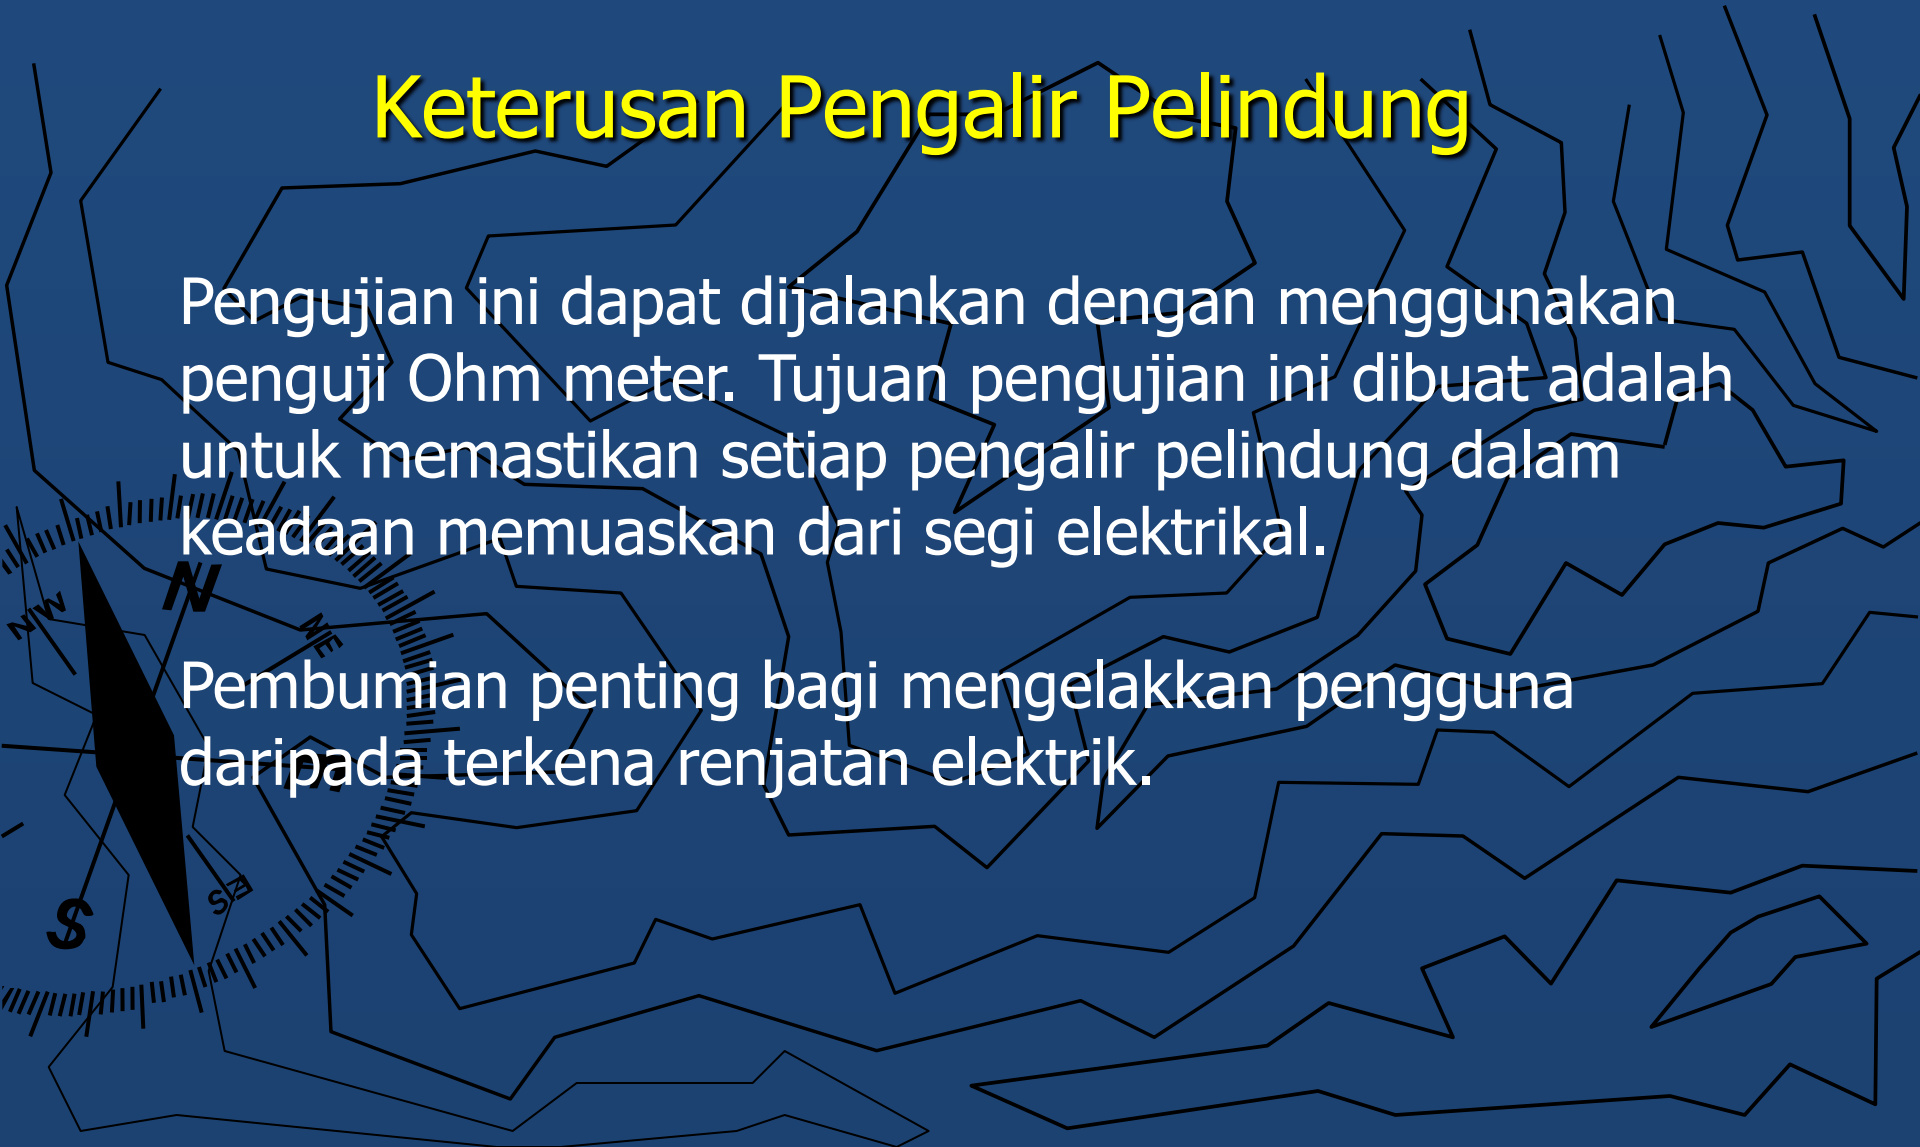 Keterusan Pengalir Pelindung
Pengujian ini dapat dijalankan dengan menggunakan
penguji Ohm meter. Tujuan pengujian ini dibuat adalah
untuk memastikan setiap pengalir pelindung dalam
keadaan memuaskan dari segi elektrikal.
Pembumian penting bagi mengelakkan pengguna
daripada terkena renjatan elektrik.
NW
N
NE
S
SE